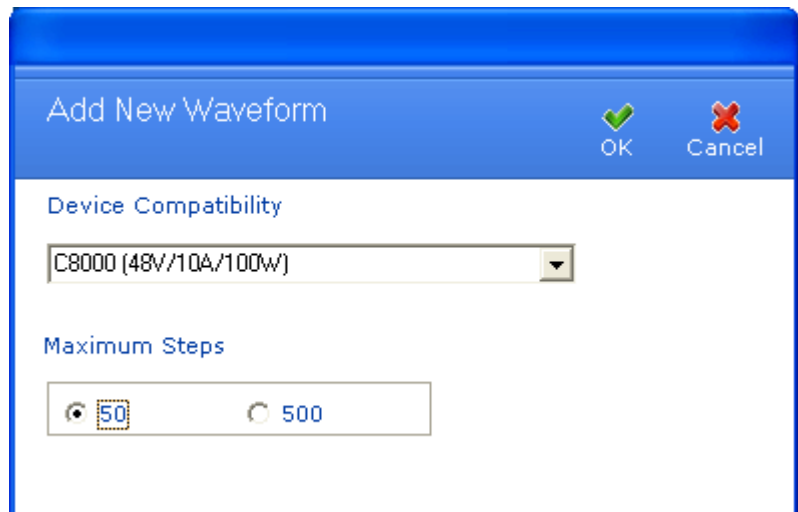 Add New Waveform
OK
Cancel
Device Compatibility
C8000 (48V/10A/100W)
Maximum Steps
50
500